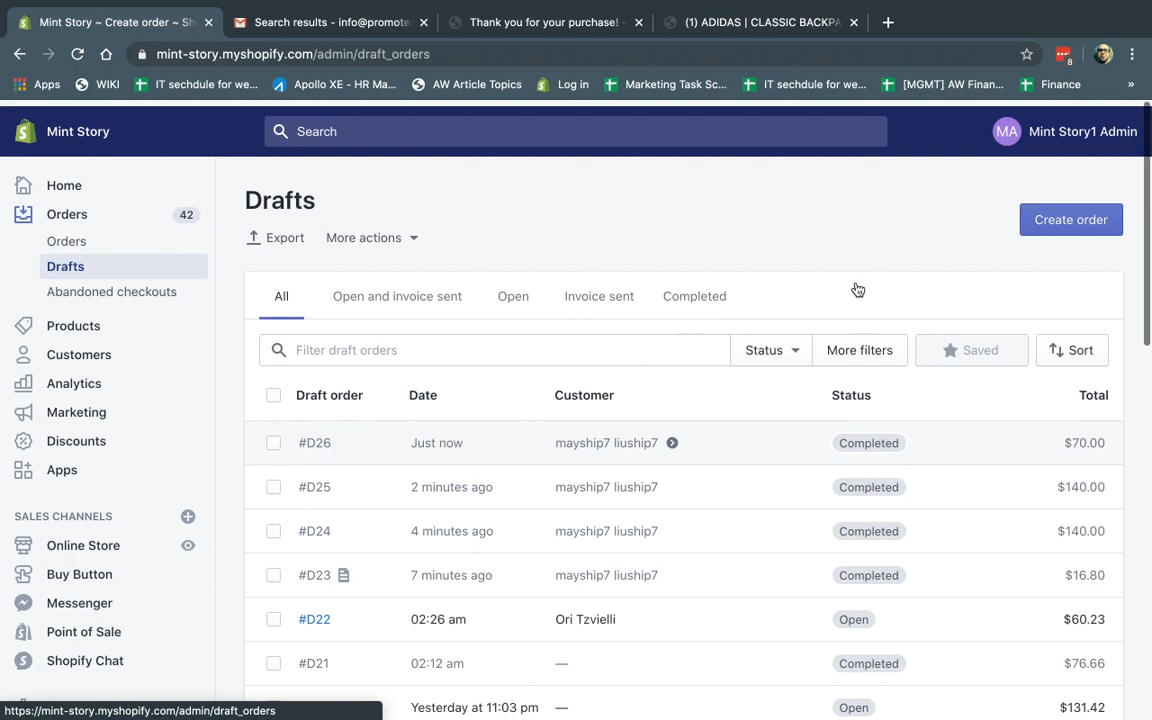 Mint Story ~ Create order ~ Sh
Search results - info@promote
Thank you for your purchase! -
(1) ADIDAS | CLASSIC BACKPA
mint-story.myshopify.com/admin/draft_orders
8
Apps
WIKI
IT sechdule for we...
Apollo XE - HR Ma...
AW Article Topics
Log in
Marketing Task Sc...
IT sechdule for we...
[MGMT] AW Finan...
Finance
»
Mint Story
Search
MA
Mint Story1 Admin
Home
Orders
42
Orders
Drafts
Abandoned checkouts
Products
Customers
Analytics
Marketing
Discounts
Apps
SALES CHANNELS
Online Store
Buy Button
Messenger
Point of Sale
Shopify Chat
Drafts
Export
More actions
Create order
All
Open and invoice sent
Open
Invoice sent
Completed
Filter draft orders
Status
More filters
Saved
Sort
Draft order Date Customer Status Total
#D26 Just now mayship7 liuship7 Completed $70.00
#D25 2 minutes ago mayship7 liuship7 Completed $140.00
#D24 4 minutes ago mayship7 liuship7 Completed $140.00
#D23 7 minutes ago mayship7 liuship7 Completed $16.80
#D22 02:26 am Ori Tzvielli Open $60.23
#D21 02:12 am — Completed $76.66
Yesterday at 11:03 pm — Open $131.42
https://mint-story.myshopify.com/admin/draft_orders